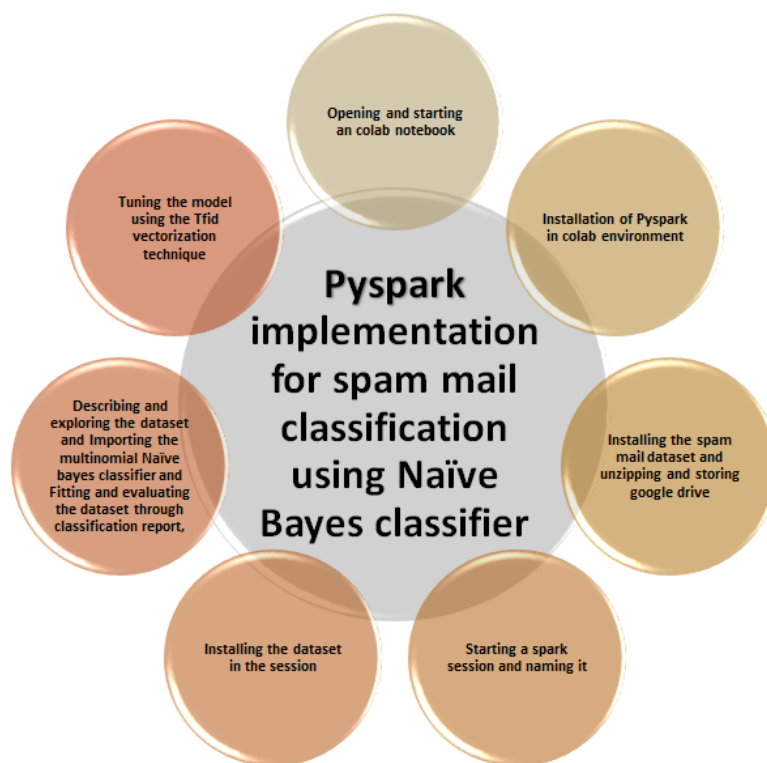 Opening and starting
an colab notebook
Installation of Pyspark
in colab environment
Installing the spam
mail dataset and
unzipping and storing
google drive
Starting a spark
session and naming it
Installing the dataset
in the session
Describing and
exploring the dataset
and Importing the
multinomial Naïve
bayes classifier and
Fitting and evaluating
the dataset through
classification report,
Tuning the model
using the Tfid
vectorization
technique
Pyspark
implementation
for spam mail
classification
using Naïve
Bayes classifier